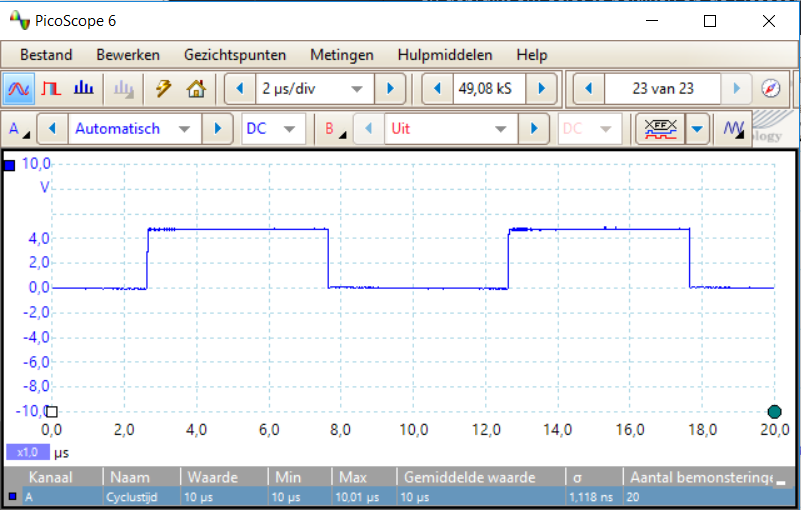 PicoScope 6
Bestand Bewerken Gezichtspunten Metingen Hulpmiddelen Help
2 µs/div 49,08 kS 23 van 23
A Automatisch DC B Uit DC
ology
10,0
V
4,0
2,0
0,0
-2,0
-4,0
-6,0
-8,0
-10,0
0,0 2,0 4,0 6,0 8,0 10,0 12,0 14,0 16,0 18,0 20,0
x1,0 µs
Kanaal Naam Waarde Min Max Gemiddelde waarde σ Aantal bemonsteringe
A Cyclustijd 10 µs 10 µs 10,01 µs 10 µs 1,118 ns 20